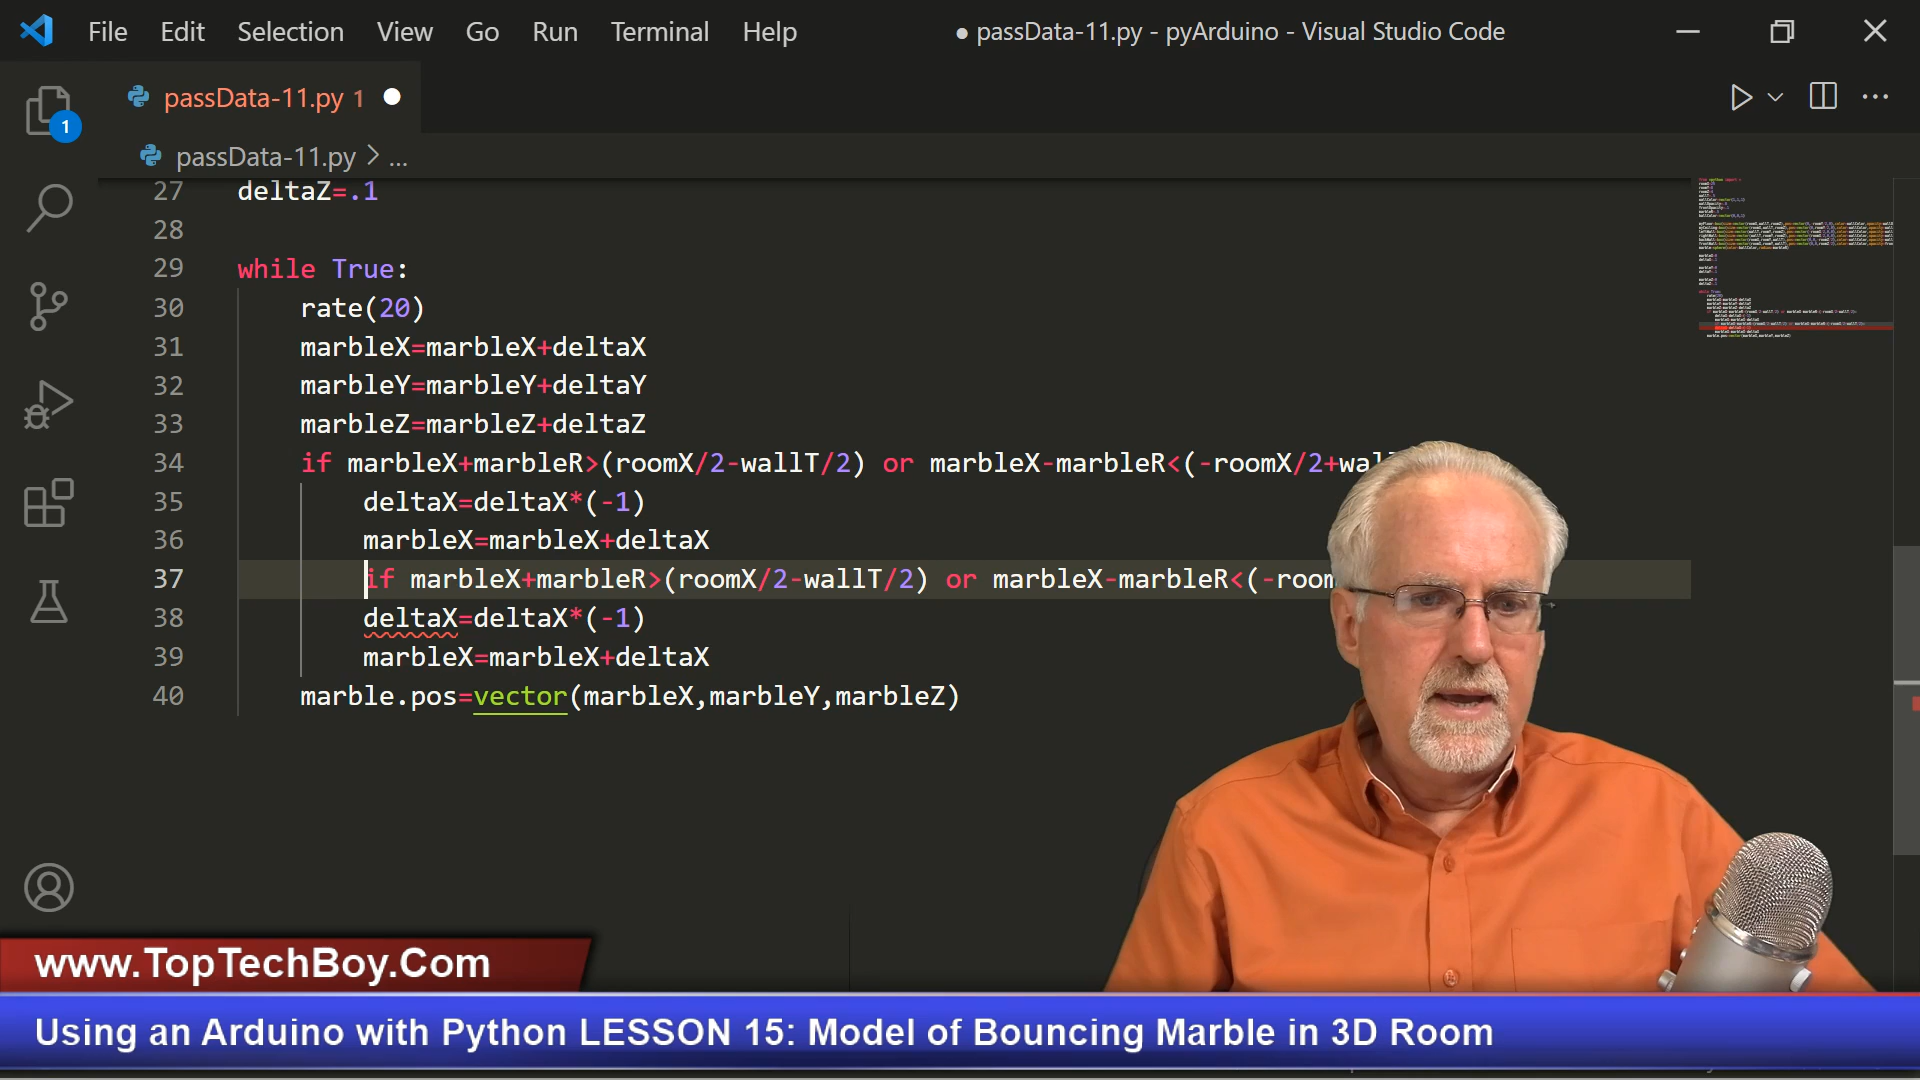 File Edit Selection View Go Run Terminal Help
● passData-11.py - pyArduino - Visual Studio Code
passData-11.py 1 ●
1
passData-11.py > ...
27 deltaZ=.1
28
29 while True:
30 rate(20)
31 marbleX=marbleX+deltaX
32 marbleY=marbleY+deltaY
33 marbleZ=marbleZ+deltaZ
34 if marbleX+marbleR>(roomX/2-wallT/2) or marbleX-marbleR<(-roomX/2+wal
35 deltaX=deltaX*(-1)
36 marbleX=marbleX+deltaX
37 if marbleX+marbleR>(roomX/2-wallT/2) or marbleX-marbleR<(-room
38 deltaX=deltaX*(-1)
39 marbleX=marbleX+deltaX
40 marble.pos=vector(marbleX,marbleY,marbleZ)
www.TopTechBoy.Com
Using an Arduino with Python LESSON 15: Model of Bouncing Marble in 3D Room